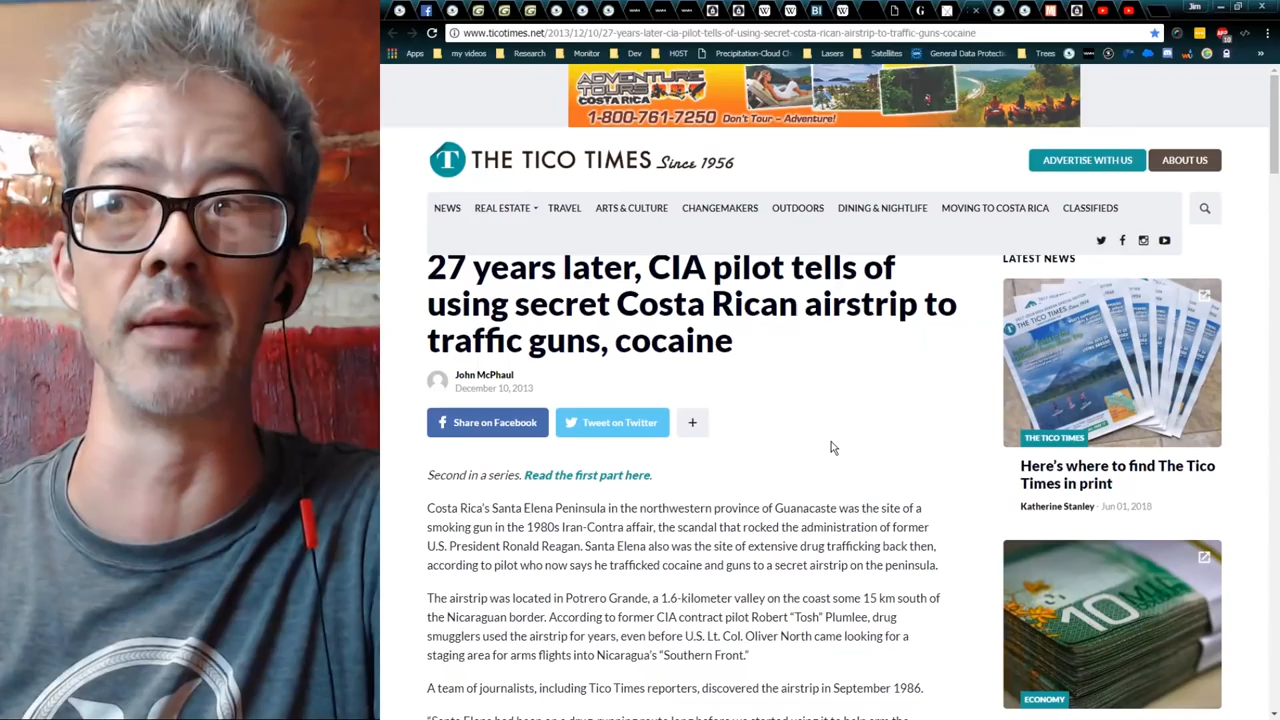 Jim
www.ticotimes.net/2013/12/10/27-years-later-cia-pilot-tells-of-using-secret-costa-rican-airstrip-to-traffic-guns-cocaine
Apps my videos Research Monitor Dev H0ST Precipitation-Cloud Lasers Satellites General Data Protecti Trees
ADVENTURE
TOURS
COSTA RICA
1-800-761-7250 Don't Tour – Adventure!
T THE TICO TIMES Since 1956
ADVERTISE WITH US ABOUT US
NEWS REAL ESTATE TRAVEL ARTS & CULTURE CHANGEMAKERS OUTDOORS DINING & NIGHTLIFE MOVING TO COSTA RICA CLASSIFIEDS
27 years later, CIA pilot tells of
using secret Costa Rican airstrip to
traffic guns, cocaine
John McPhaul
December 10, 2013
Share on Facebook Tweet on Twitter +
Second in a series. Read the first part here.
Costa Rica's Santa Elena Peninsula in the northwestern province of Guanacaste was the site of a
smoking gun in the 1980s Iran-Contra affair, the scandal that rocked the administration of former
U.S. President Ronald Reagan. Santa Elena also was the site of extensive drug trafficking back then,
according to pilot who now says he trafficked cocaine and guns to a secret airstrip on the peninsula.
The airstrip was located in Potrero Grande, a 1.6-kilometer valley on the coast some 15 km south of
the Nicaraguan border. According to former CIA contract pilot Robert “Tosh” Plumlee, drug
smugglers used the airstrip for years, even before U.S. Lt. Col. Oliver North came looking for a
staging area for arms flights into Nicaragua's “Southern Front.”
A team of journalists, including Tico Times reporters, discovered the airstrip in September 1986.
LATEST NEWS
THE TICO TIMES
Here's where to find The Tico
Times in print
Katherine Stanley - Jun 01, 2018
10
ECONOMY